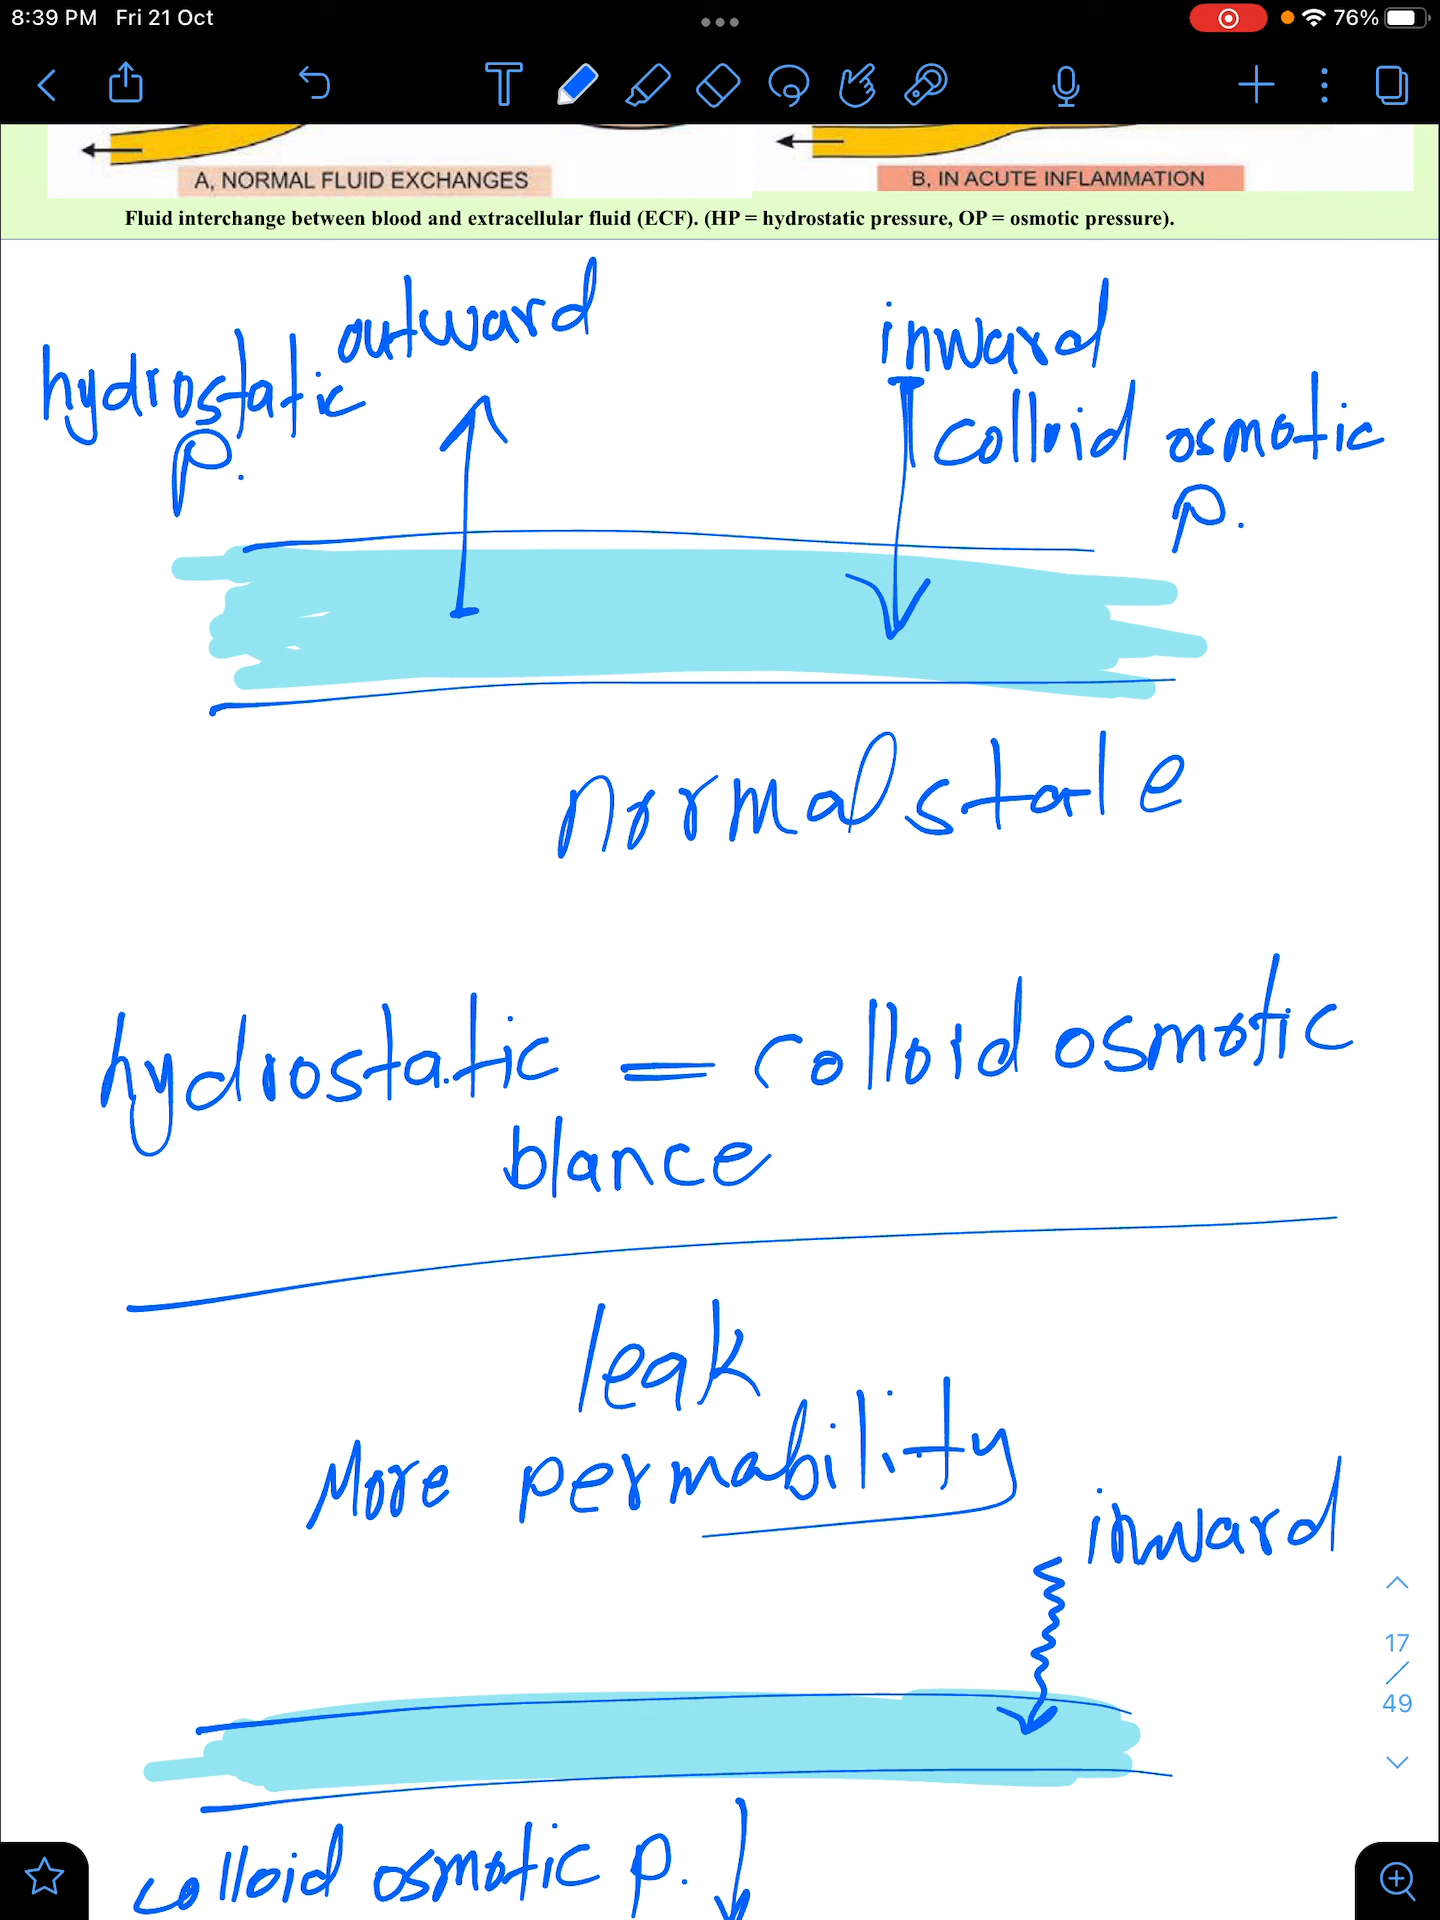 8:39 PM Fri 21 Oct
76%
T
A, NORMAL FLUID EXCHANGES
B, IN ACUTE INFLAMMATION
Fluid interchange between blood and extracellular fluid (ECF). (HP = hydrostatic pressure, OP = osmotic pressure).
outward
hydrostatic
p.
inward
colloid osmotic
p.
normal state
hydrostatic = colloid osmotic
blance
leak
More permability
inward
17
/
49
colloid osmotic p. ↓